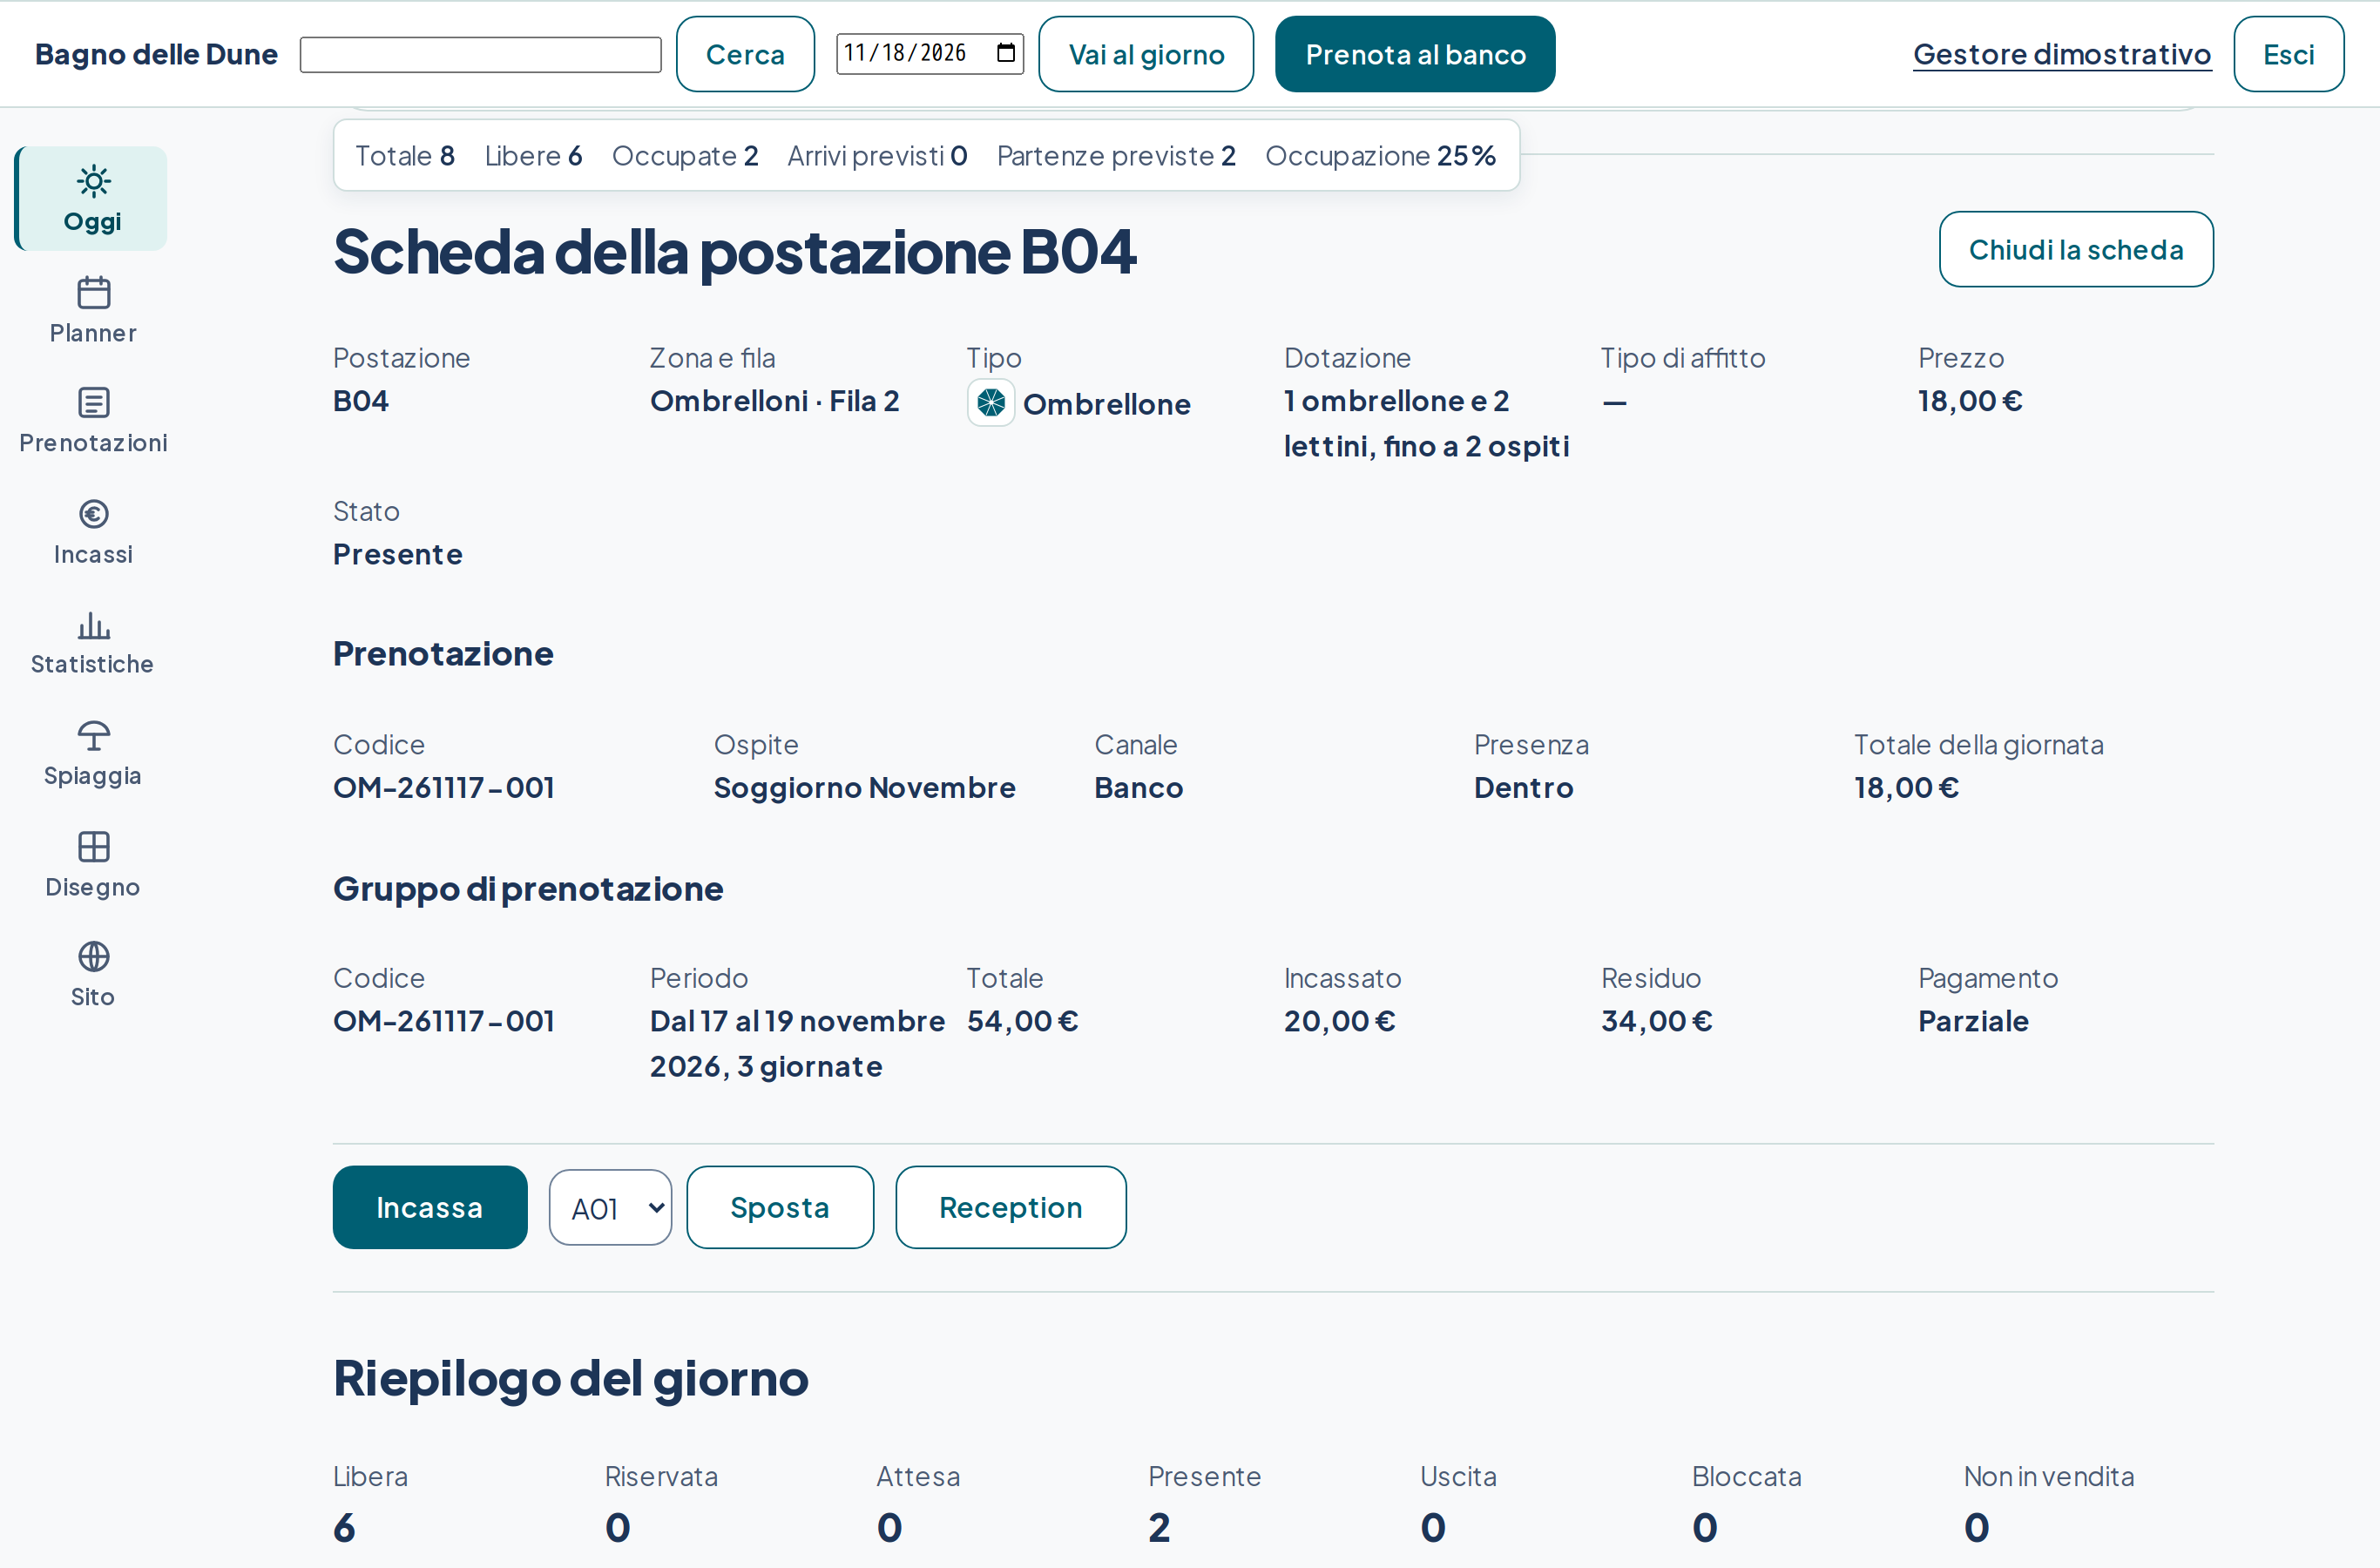 Bagno delle Dune
Cerca
11/18/2026
Vai al giorno
Prenota al banco
Gestore dimostrativo
Esci
Totale 8 Libere 6 Occupate 2 Arrivi previsti 0 Partenze previste 2 Occupazione 25%
Oggi
Planner
Prenotazioni
Incassi
Statistiche
Spiaggia
Disegno
Sito
Scheda della postazione B04
Chiudi la scheda
Postazione
B04
Zona e fila
Ombrelloni · Fila 2
Tipo
Ombrellone
Dotazione
1 ombrellone e 2
lettini, fino a 2 ospiti
Tipo di affitto
—
Prezzo
18,00 €
Stato
Presente
Prenotazione
Codice
OM-261117-001
Ospite
Soggiorno Novembre
Canale
Banco
Presenza
Dentro
Totale della giornata
18,00 €
Gruppo di prenotazione
Codice
OM-261117-001
Periodo
Dal 17 al 19 novembre
2026, 3 giornate
Totale
54,00 €
Incassato
20,00 €
Residuo
34,00 €
Pagamento
Parziale
Incassa
A01
Sposta
Reception
Riepilogo del giorno
Libera
6
Riservata
0
Attesa
0
Presente
2
Uscita
0
Bloccata
0
Non in vendita
0